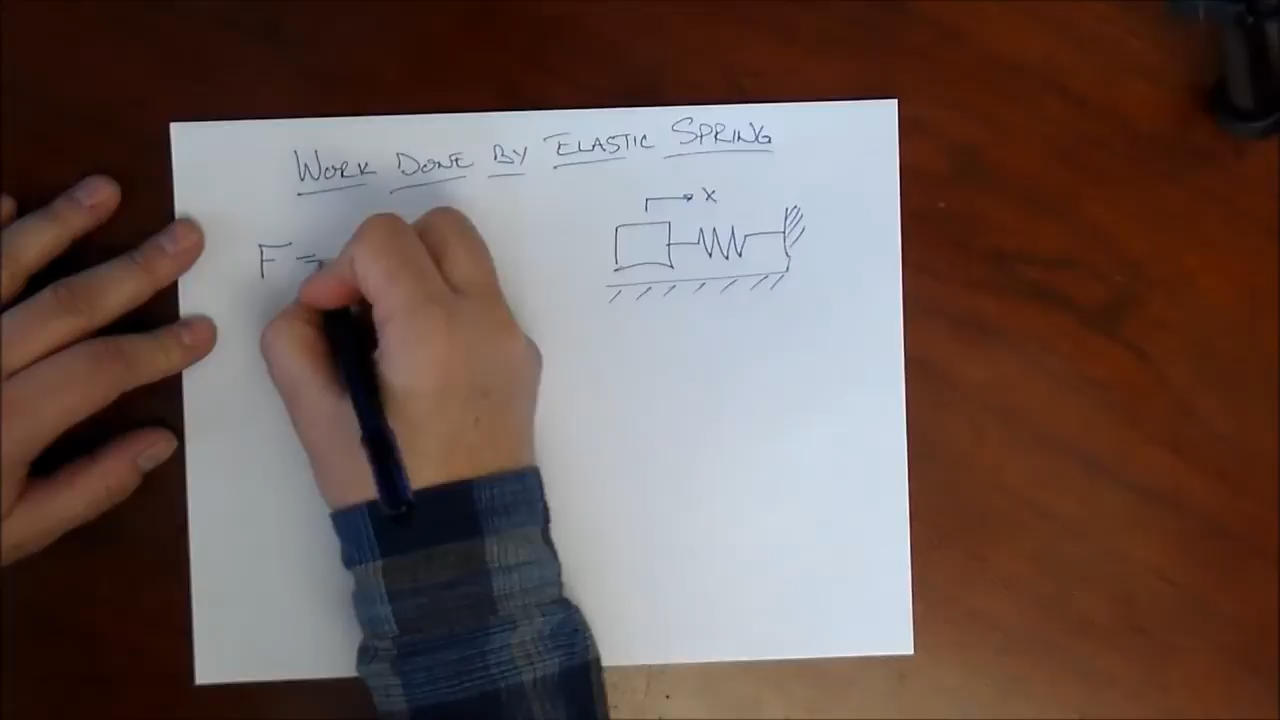 WORK DONE BY ELASTIC SPRING
x
F =